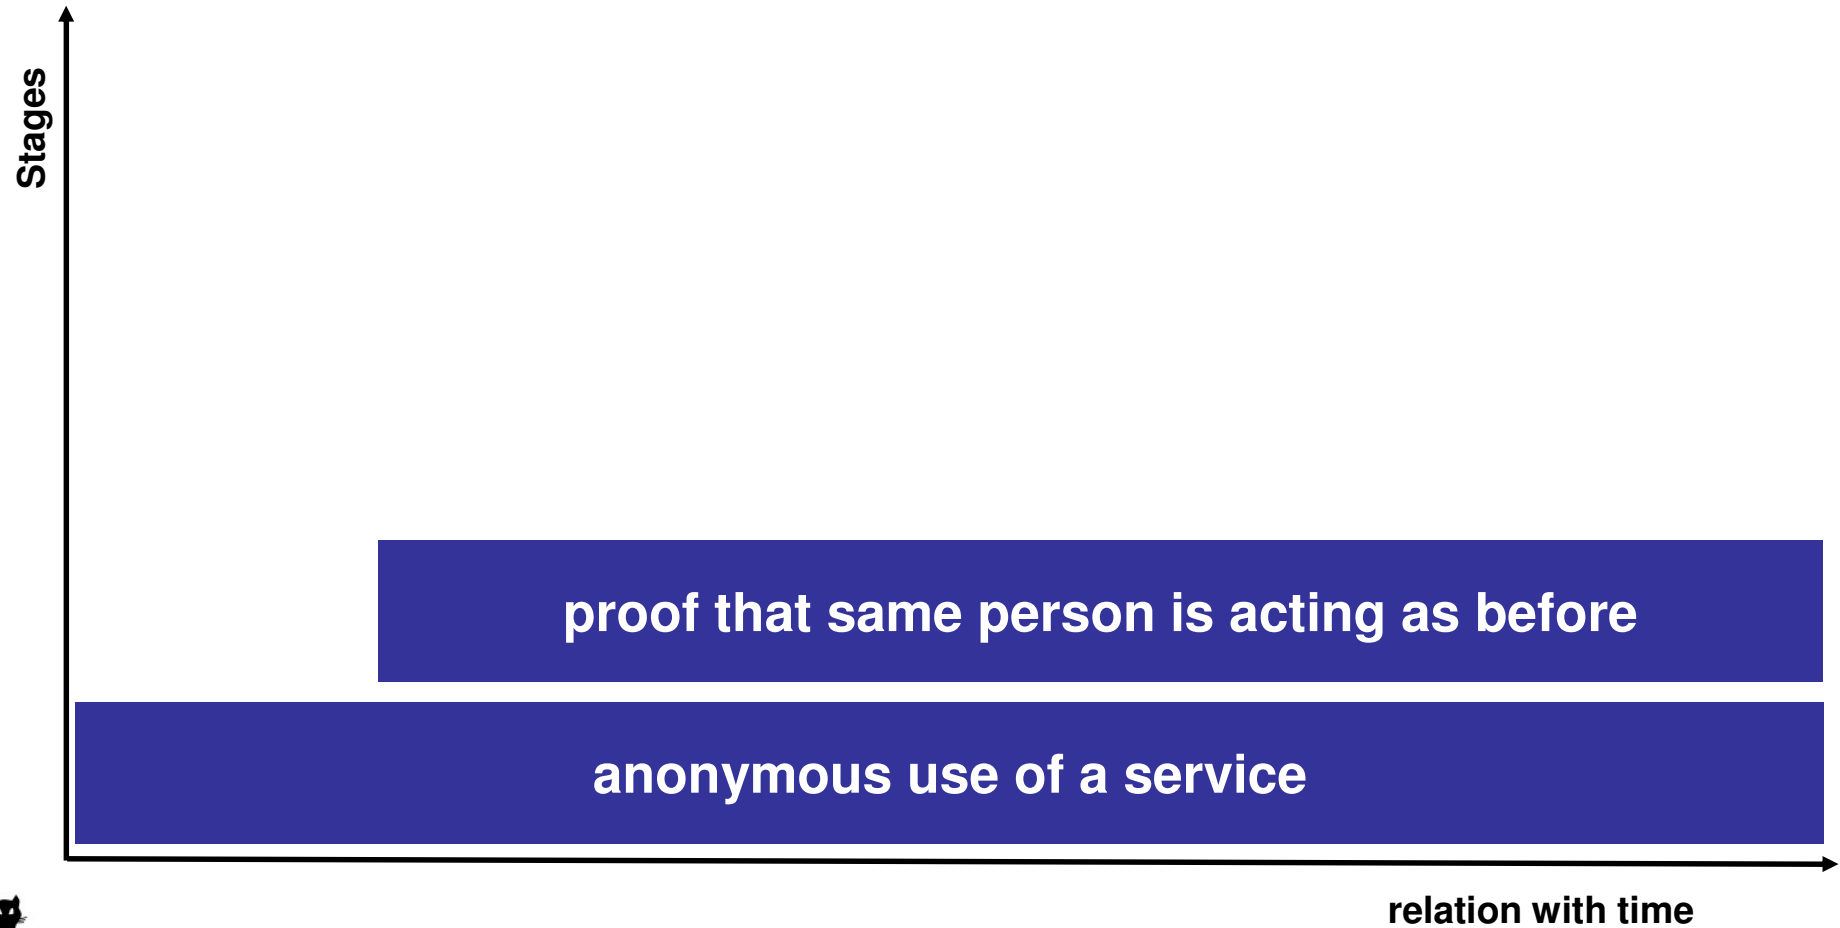 Stages
proof that same person is acting as before
anonymous use of a service
relation with time